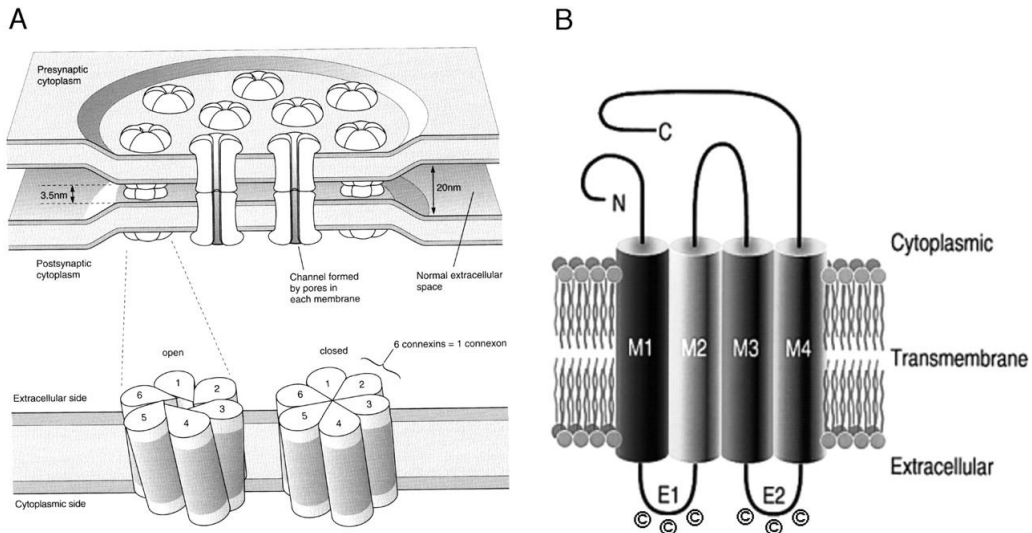 A
Presynaptic
cytoplasm
3.5nm
20nm
Postsynaptic
cytoplasm
Channel formed
by pores in
each membrane
Normal extracellular
space
6 connexins = 1 connexon
open
closed
1
2
3
4
5
6
1
2
3
4
5
6
Extracellular side
Cytoplasmic side
B
C
N
Cytoplasmic
M1
M2
M3
M4
Transmembrane
Extracellular
E1
E2
©
©
©
©
©
©